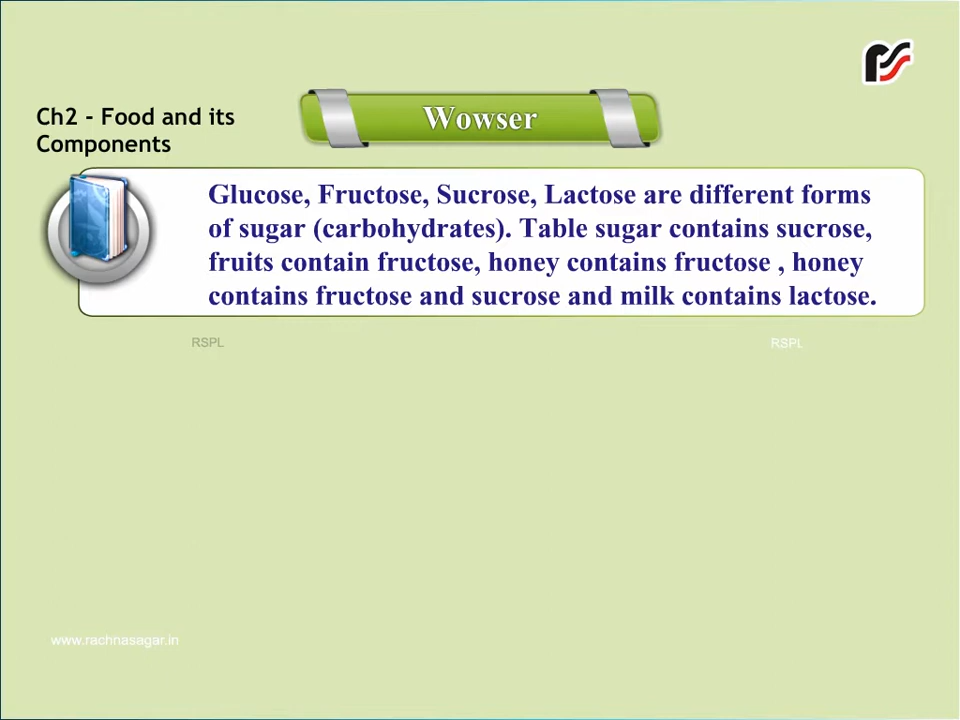 Ch2 - Food and its
Components
Wowser
Glucose, Fructose, Sucrose, Lactose are different forms
of sugar (carbohydrates). Table sugar contains sucrose,
fruits contain fructose, honey contains fructose , honey
contains fructose and sucrose and milk contains lactose.
RSPL
RSPL
www.rachnasagar.in